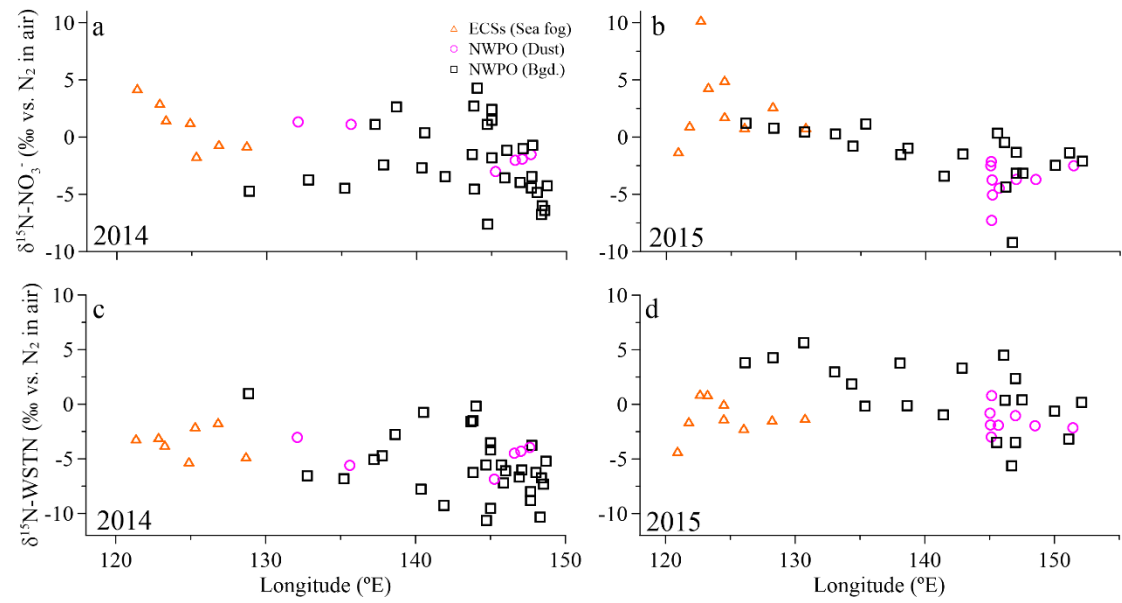 a
b
ECSs (Sea fog)
NWPO (Dust)
NWPO (Bgd.)
δ¹⁵N-NO₃⁻ (‰ vs. N₂ in air)
10
5
0
-5
-10
2014
10
5
0
-5
-10
2015
c
d
δ¹⁵N-WSTN (‰ vs. N₂ in air)
10
5
0
-5
-10
2014
10
5
0
-5
-10
2015
120 130 140 150
120 130 140 150
Longitude (ºE)
Longitude (ºE)